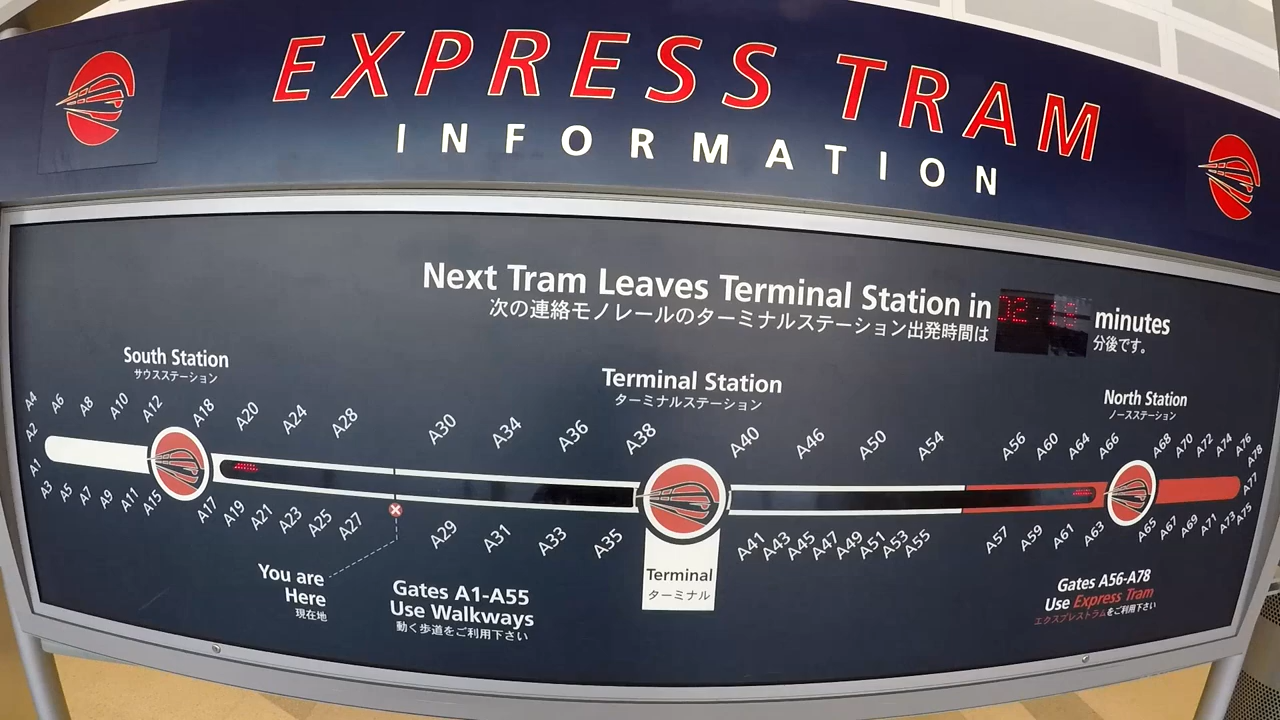 EXPRESS TRAM
INFORMATION
Next Tram Leaves Terminal Station in
minutes
次の連絡モノレールのターミナルステーション出発時間は
分後です。
South Station
サウスステーション
Terminal Station
ターミナルステーション
North Station
ノースステーション
A2 A4 A6 A8 A10 A12 A18 A20 A24 A28 A30 A34 A36 A38 A40 A46 A50 A54 A56 A60 A64 A66 A68 A70 A72 A74 A76 A78
A1 A3 A5 A7 A9 A11 A15 A17 A19 A21 A23 A25 A27 A29 A31 A33 A35 A41 A43 A45 A47 A49 A51 A53 A55 A57 A59 A61 A63 A65 A67 A69 A71 A73 A75 A77
You are
Here
現在地
Gates A1-A55
Use Walkways
動く歩道をご利用下さい
Terminal
ターミナル
Gates A56-A78
Use Express Tram
エクスプレストラムをご利用下さい